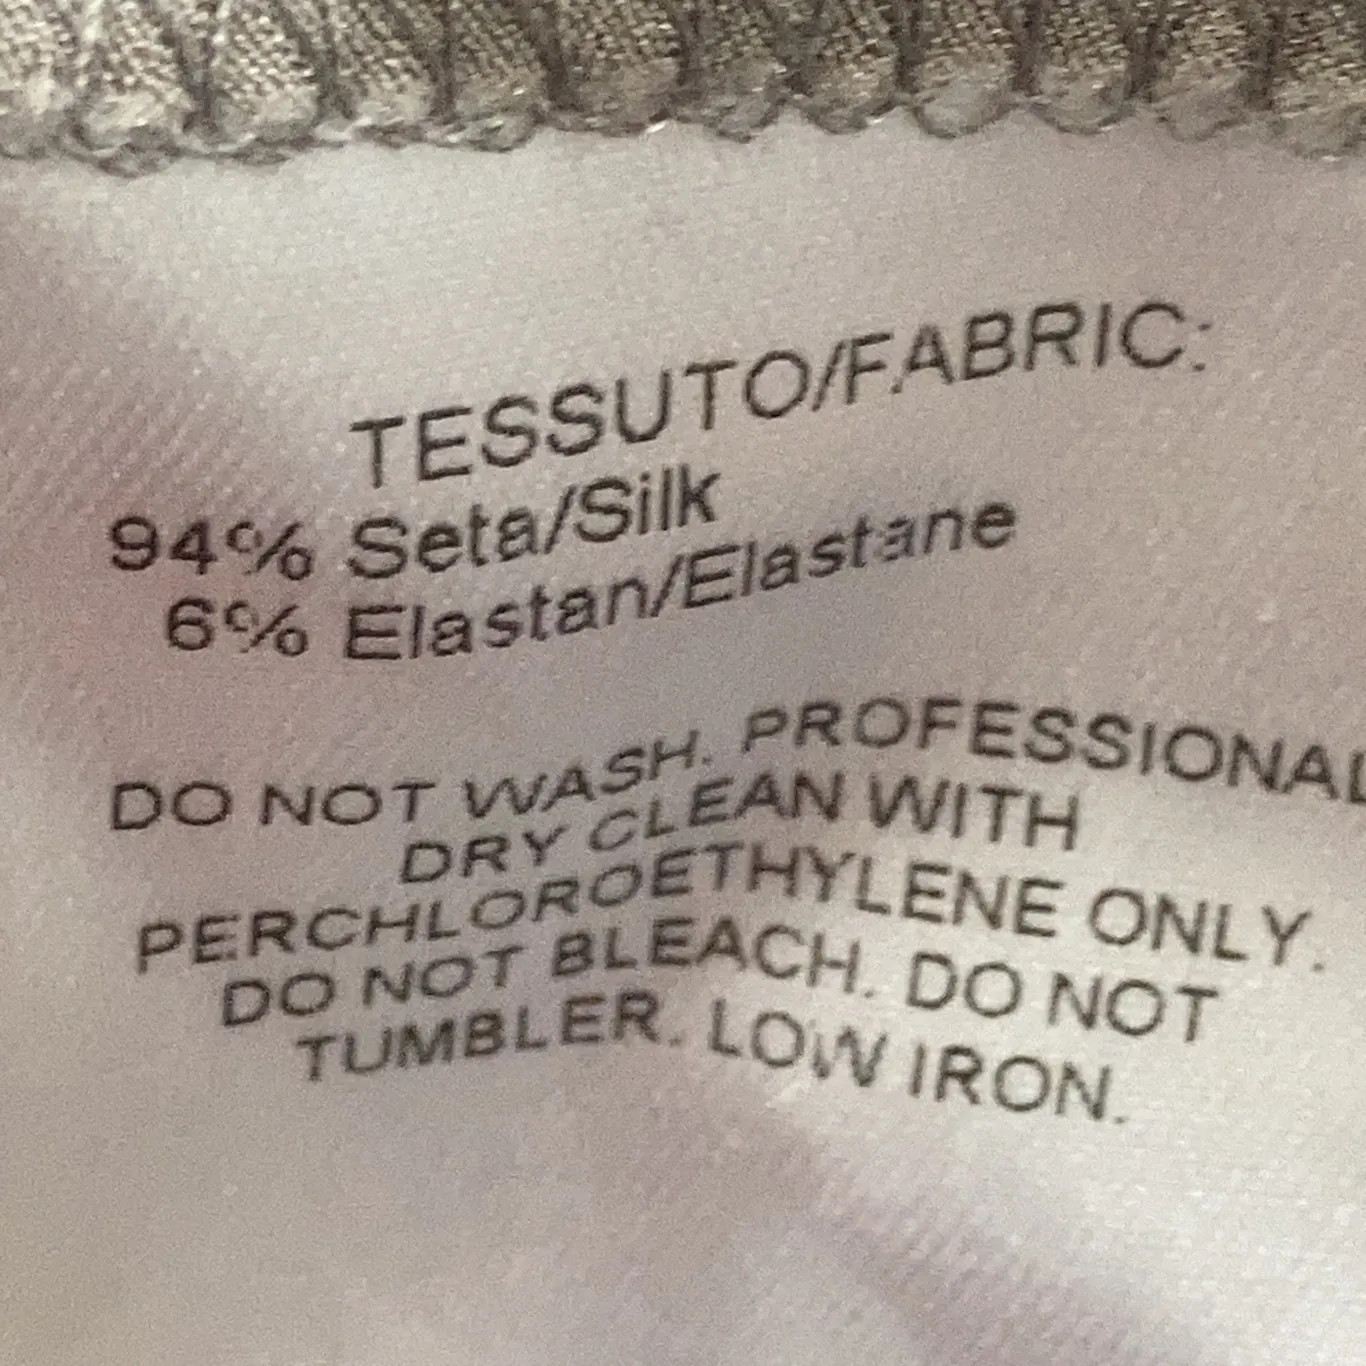 TESSUTO/FABRIC:
94% Seta/Silk
6% Elastan/Elastane
DO NOT WASH. PROFESSIONAL
DRY CLEAN WITH
PERCHLOROETHYLENE ONLY.
DO NOT BLEACH. DO NOT
TUMBLER. LOW IRON.